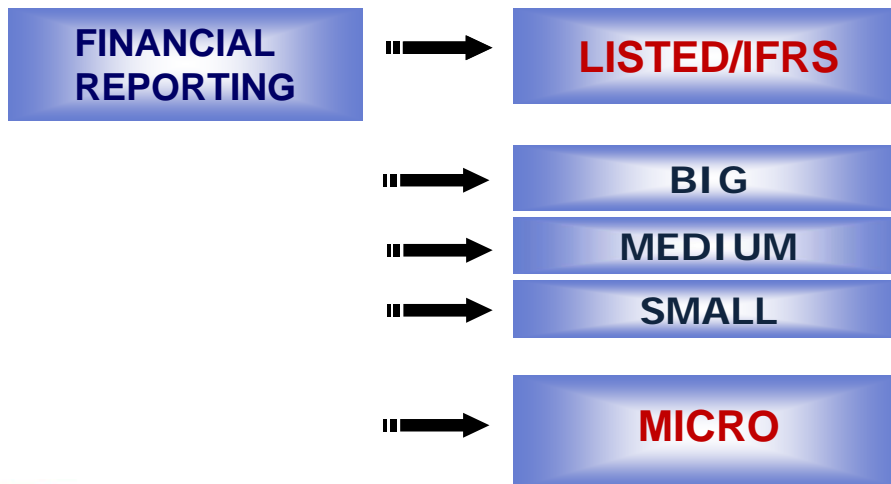 FINANCIAL
REPORTING
LISTED/IFRS
BIG
MEDIUM
SMALL
MICRO